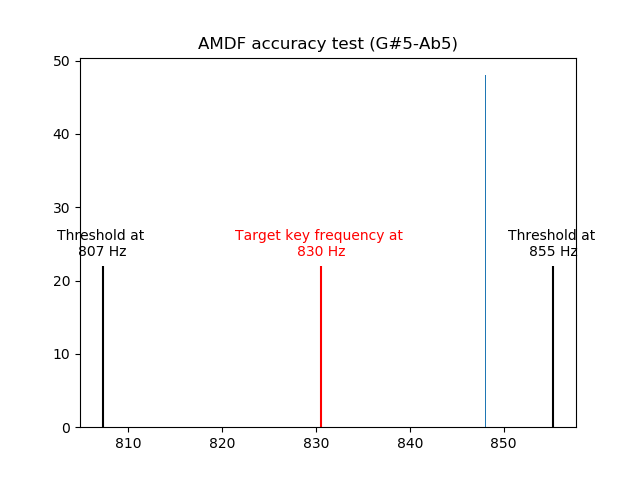 AMDF accuracy test (G#5-Ab5)
50
40
30
20
10
0
Threshold at
807 Hz
Target key frequency at
830 Hz
Threshold at
855 Hz
810
820
830
840
850